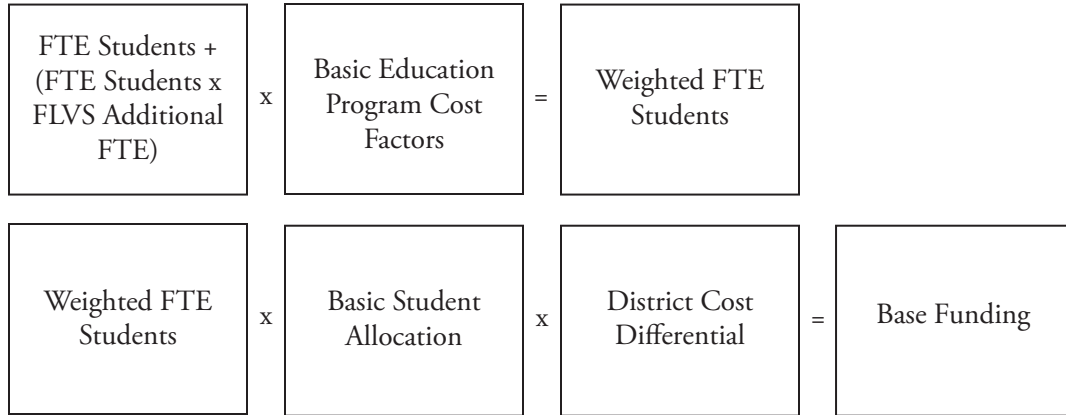 FTE Students +
(FTE Students x
FLVS Additional
FTE)
x
Basic Education
Program Cost
Factors
=
Weighted FTE
Students
Weighted FTE
Students
x
Basic Student
Allocation
x
District Cost
Differential
=
Base Funding